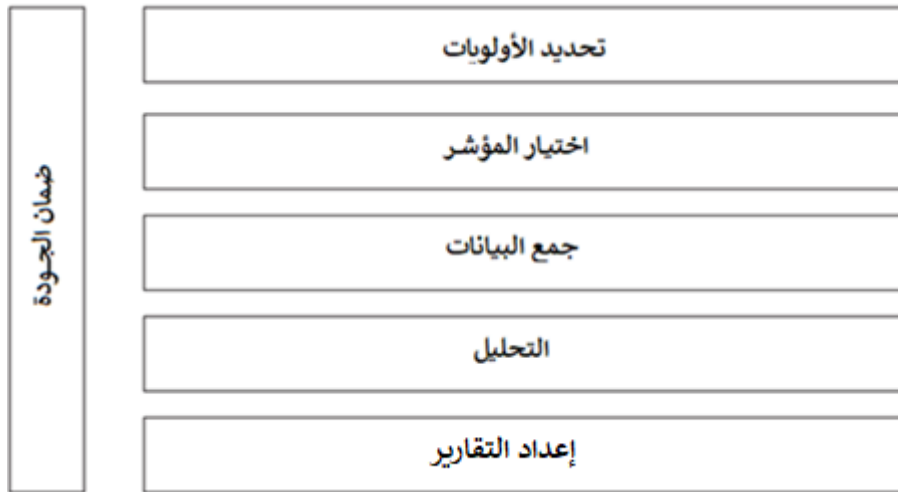 تحديد الأولويات
اختيار المؤشر
جمع البيانات
التحليل
إعداد التقارير
ضمان الجودة